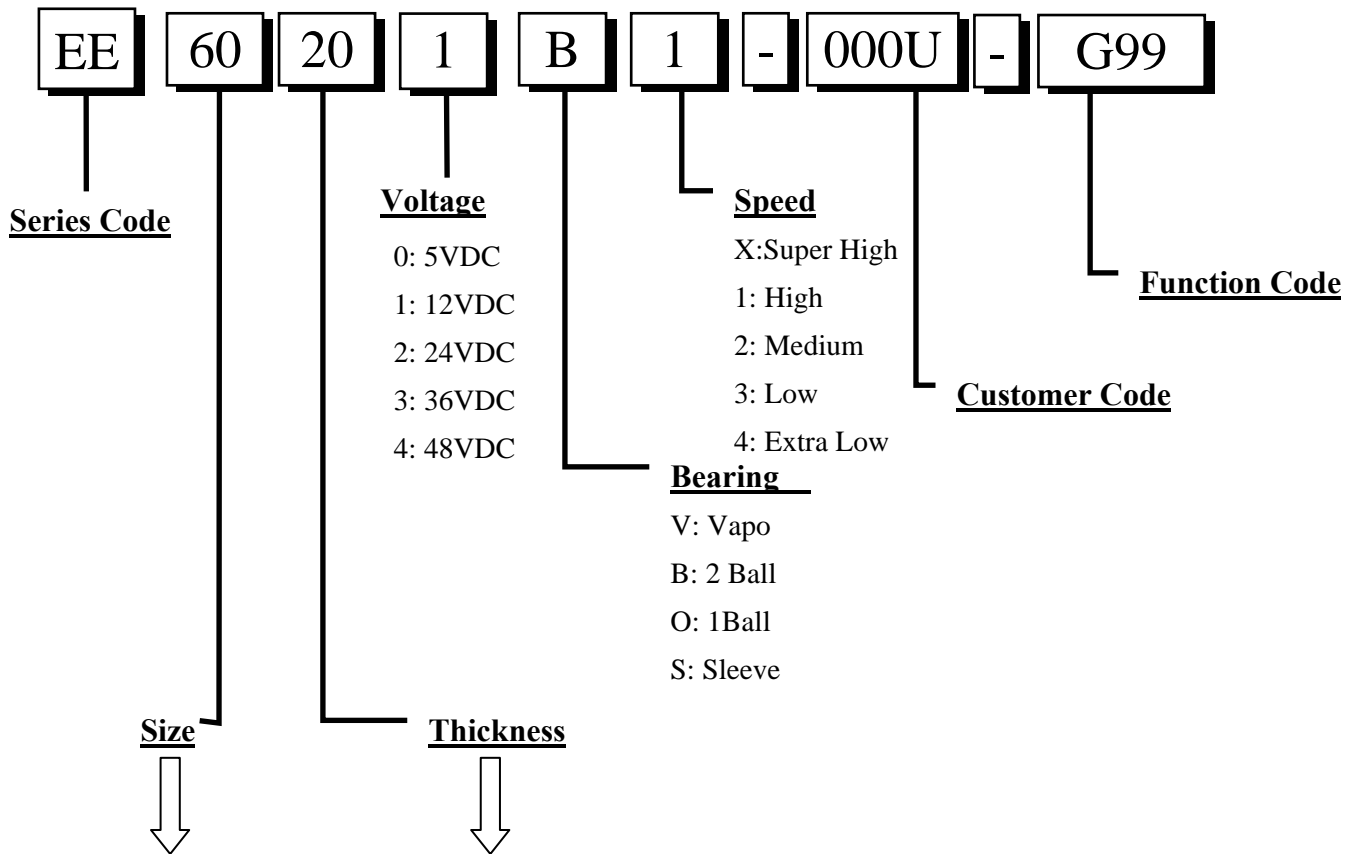 EE 60 20 1 B 1 - 000U - G99
Series Code
Voltage
0: 5VDC
1: 12VDC
2: 24VDC
3: 36VDC
4: 48VDC
Speed
X:Super High
1: High
2: Medium
3: Low
4: Extra Low
Function Code
Customer Code
Bearing
V: Vapo
B: 2 Ball
O: 1Ball
S: Sleeve
Size
Thickness